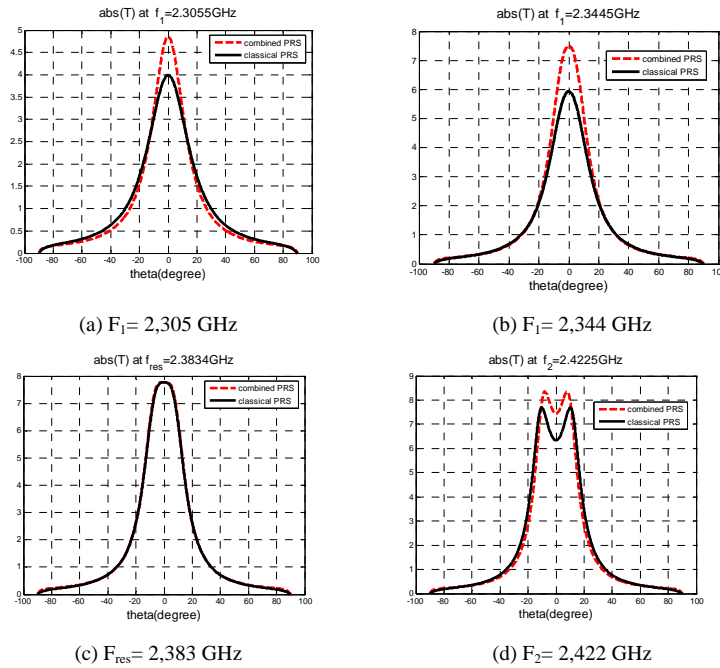 abs(T) at f1=2.3055GHz
5
4.5
4
3.5
3
2.5
2
1.5
1
0.5
0
-100 -80 -60 -40 -20 0 20 40 60 80 100
theta(degree)
combined PRS
classical PRS
(a) F1= 2,305 GHz
abs(T) at f1=2.3445GHz
8
7
6
5
4
3
2
1
0
-100 -80 -60 -40 -20 0 20 40 60 80 100
theta(degree)
combined PRS
classical PRS
(b) F1= 2,344 GHz
abs(T) at fres=2.3834GHz
8
7
6
5
4
3
2
1
0
-100 -80 -60 -40 -20 0 20 40 60 80 100
theta(degree)
combined PRS
classical PRS
(c) Fres= 2,383 GHz
abs(T) at f2=2.4225GHz
9
8
7
6
5
4
3
2
1
0
-100 -80 -60 -40 -20 0 20 40 60 80 100
theta(degree)
combined PRS
classical PRS
(d) F2= 2,422 GHz